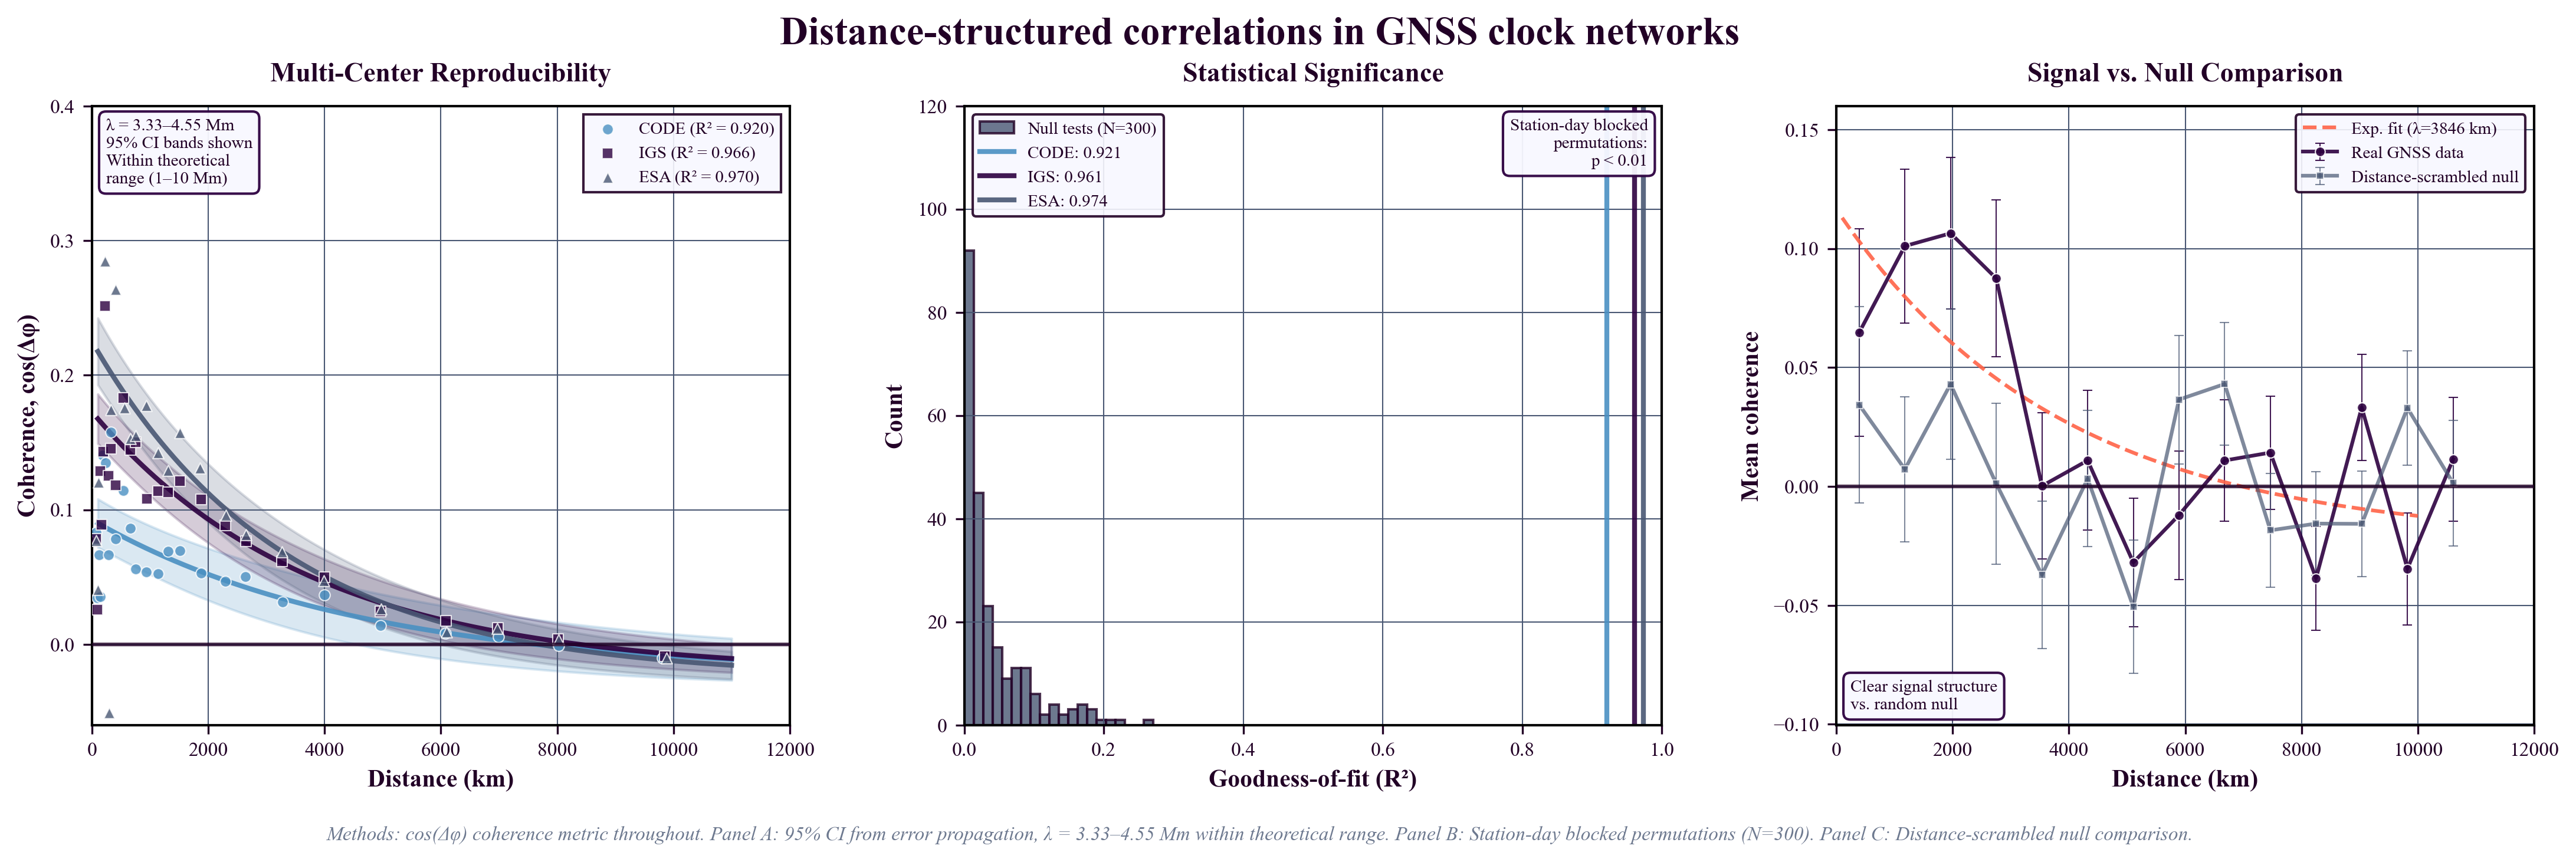 Distance-structured correlations in GNSS clock networks
Multi-Center Reproducibility
λ = 3.33–4.55 Mm
95% CI bands shown
Within theoretical
range (1–10 Mm)
CODE (R² = 0.920)
IGS (R² = 0.966)
ESA (R² = 0.970)
0.4
0.3
0.2
0.1
0.0
Coherence, cos(Δφ)
0
2000
4000
6000
8000
10000
12000
Distance (km)
Statistical Significance
Null tests (N=300)
CODE: 0.921
IGS: 0.961
ESA: 0.974
Station-day blocked
permutations:
p < 0.01
120
100
80
60
40
20
0
Count
0.0
0.2
0.4
0.6
0.8
1.0
Goodness-of-fit (R²)
Signal vs. Null Comparison
Exp. fit (λ=3846 km)
Real GNSS data
Distance-scrambled null
0.15
0.10
0.05
0.00
−0.05
−0.10
Mean coherence
Clear signal structure
vs. random null
0
2000
4000
6000
8000
10000
12000
Distance (km)
Methods: cos(Δφ) coherence metric throughout. Panel A: 95% CI from error propagation, λ = 3.33–4.55 Mm within theoretical range. Panel B: Station-day blocked permutations (N=300). Panel C: Distance-scrambled null comparison.